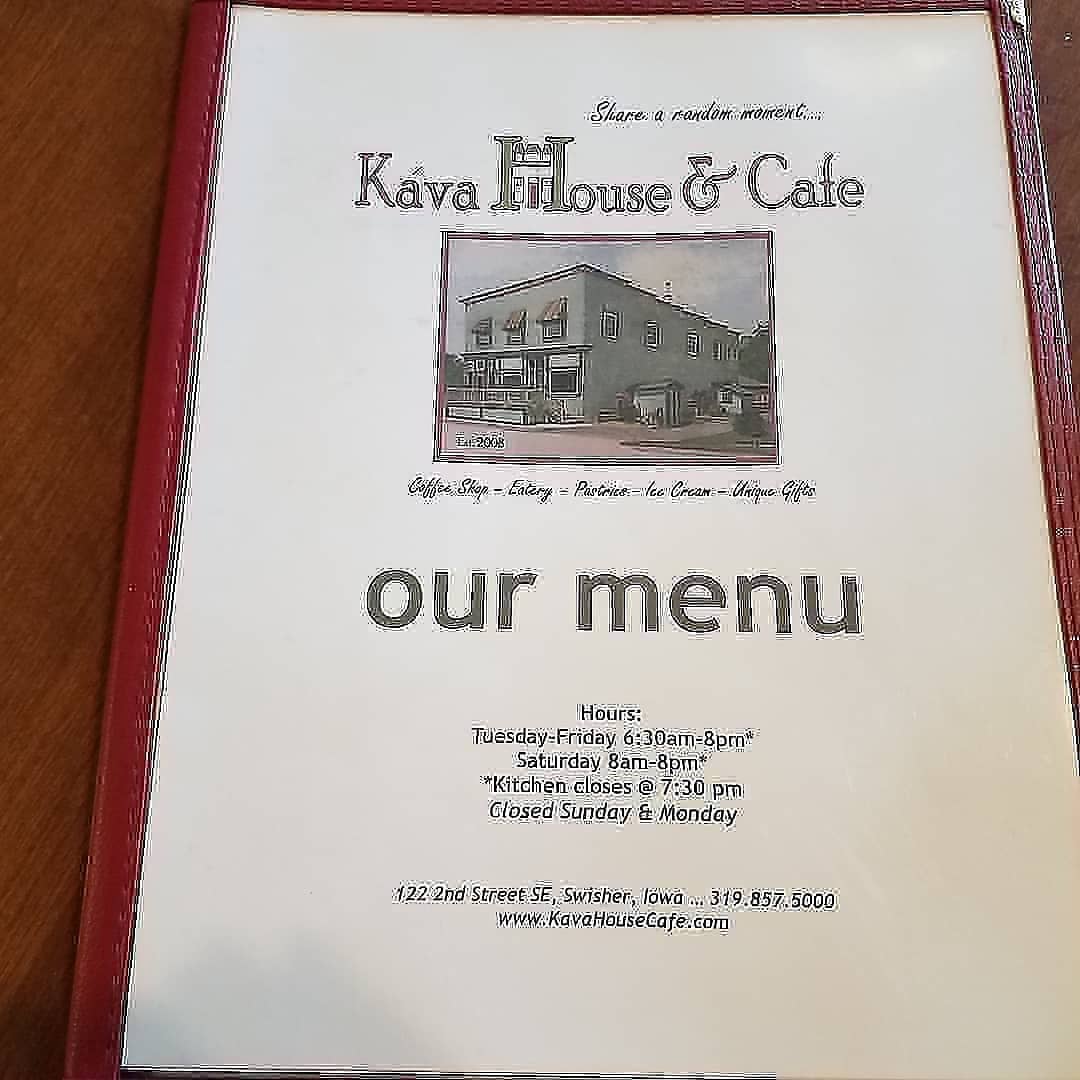 Share a random moment....
Káva House & Cafe
Est. 2008
Coffee Shop – Eatery – Pastries – Ice Cream – Unique Gifts
our menu
Hours:
Tuesday-Friday 6:30am-8pm*
Saturday 8am-8pm*
*Kitchen closes @ 7:30 pm
Closed Sunday & Monday
122 2nd Street SE, Swisher, Iowa ... 319.857.5000
www.KavaHouseCafe.com